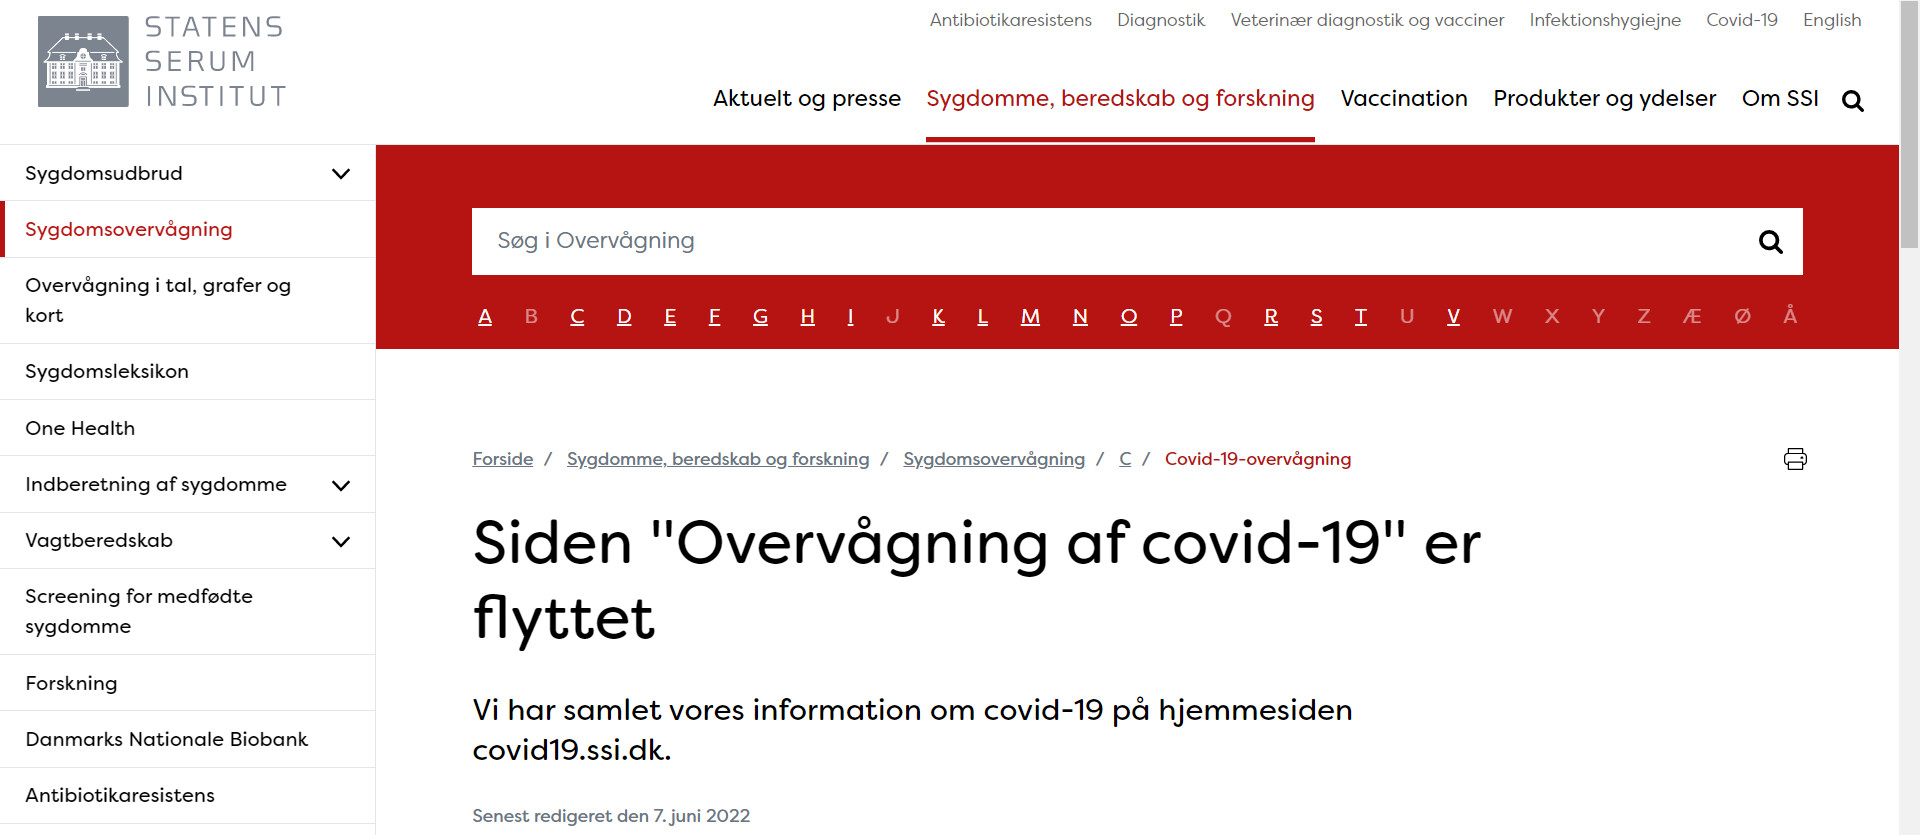 STATENS
SERUM
INSTITUT
Antibiotikaresistens Diagnostik Veterinær diagnostik og vacciner Infektionshygiejne Covid-19 English
Aktuelt og presse Sygdomme, beredskab og forskning Vaccination Produkter og ydelser Om SSI
Sygdomsudbrud
Sygdomsovervågning
Overvågning i tal, grafer og
kort
Sygdomsleksikon
One Health
Indberetning af sygdomme
Vagtberedskab
Screening for medfødte
sygdomme
Forskning
Danmarks Nationale Biobank
Antibiotikaresistens
Søg i Overvågning
A B C D E F G H I J K L M N O P Q R S T U V W X Y Z Æ Ø Å
Forside / Sygdomme, beredskab og forskning / Sygdomsovervågning / C / Covid-19-overvågning
Siden "Overvågning af covid-19" er
flyttet
Vi har samlet vores information om covid-19 på hjemmesiden
covid19.ssi.dk.
Senest redigeret den 7. juni 2022